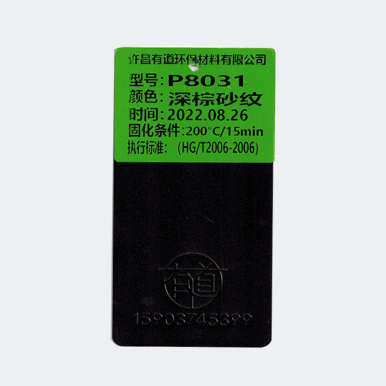 许昌有道环保材料有限公司
型号：P8031
颜色：深棕砂纹
时间：2022.08.26
固化条件：200℃/15min
执行标准：（HG/T2006-2006）
有道
15903745399